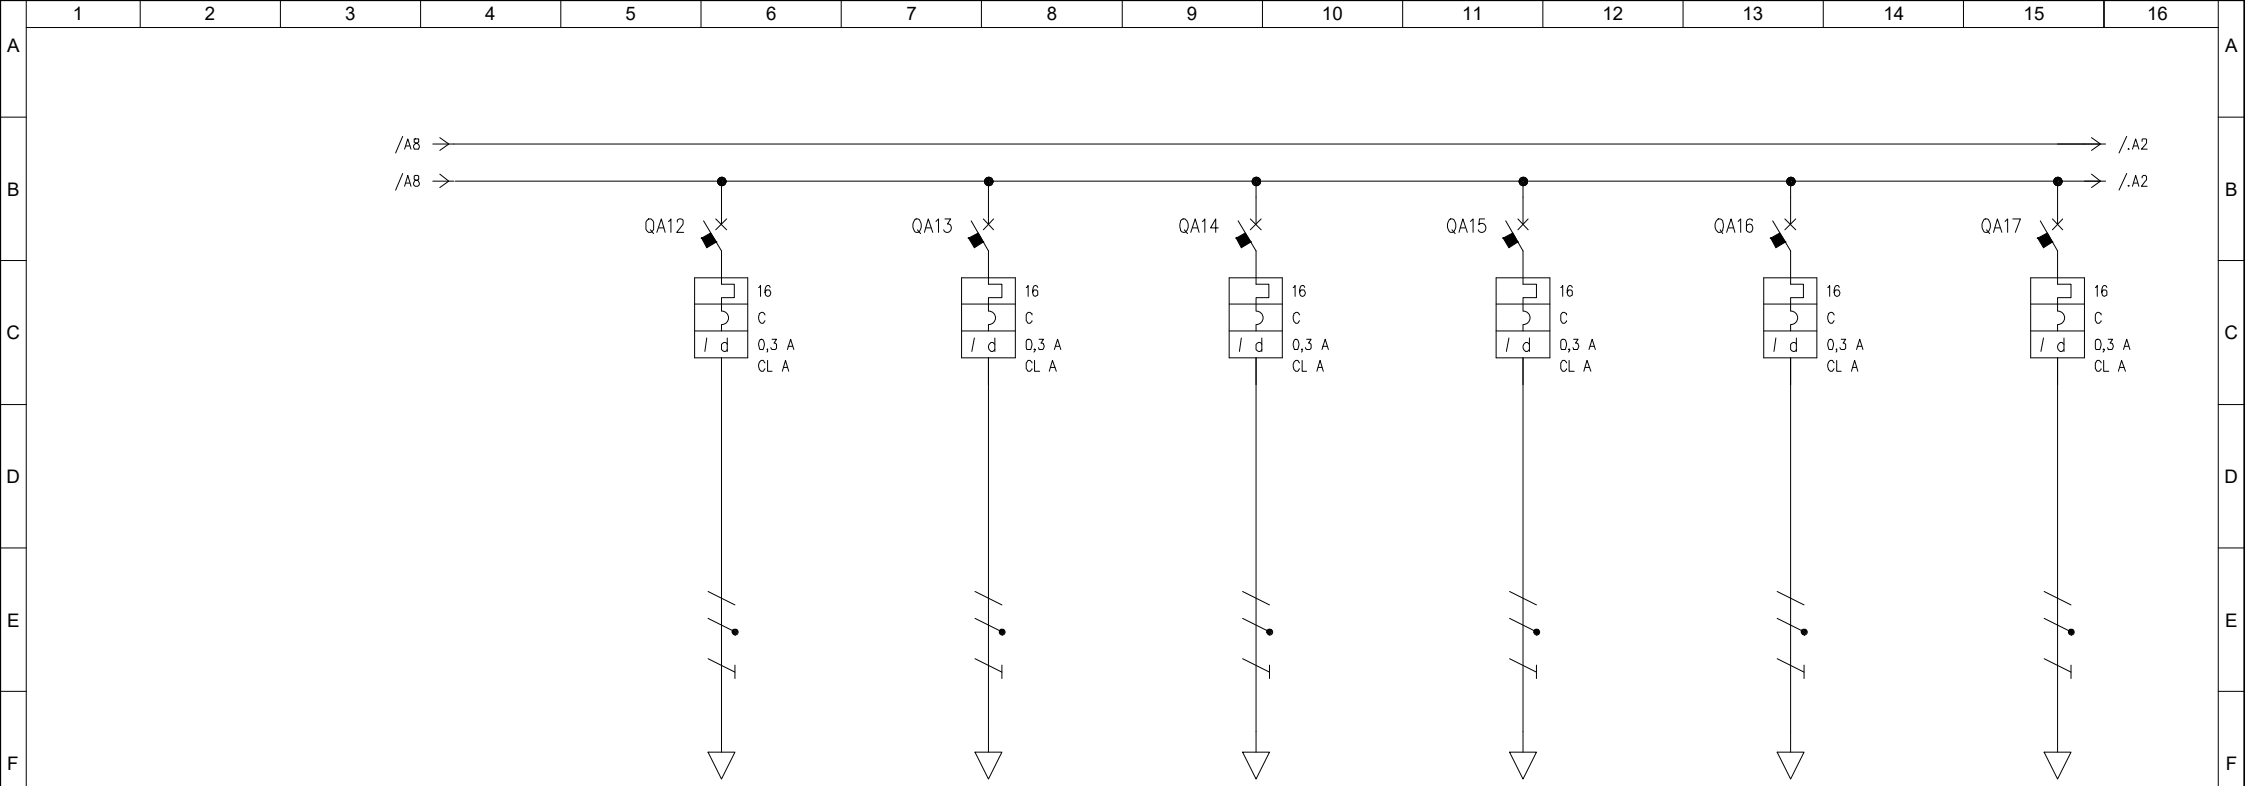 1 2 3 4 5 6 7 8 9 10 11 12 13 14 15 16
A A
/A8 /.A2
B B
/A8 /.A2
QA12 QA13 QA14 QA15 QA16 QA17
16 16 16 16 16 16
C C C C C C
C C
I d 0,3 A I d 0,3 A I d 0,3 A I d 0,3 A I d 0,3 A I d 0,3 A
CL A CL A CL A CL A CL A CL A
D D
E E
F F